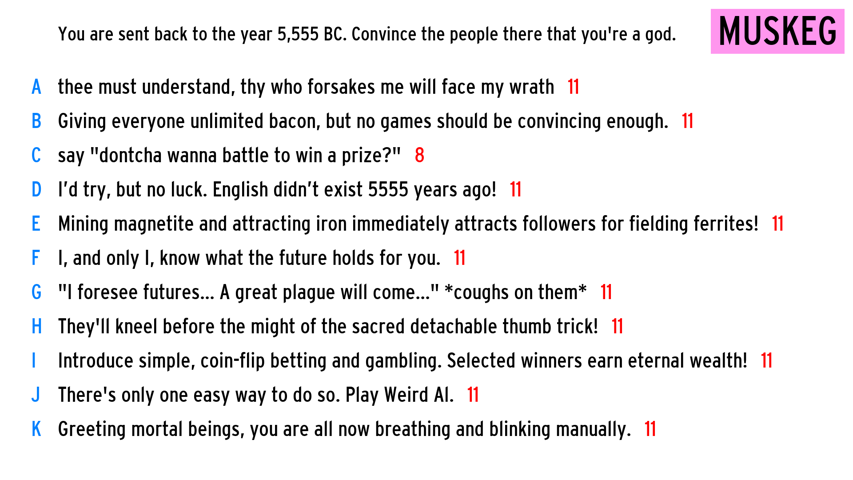 You are sent back to the year 5,555 BC. Convince the people there that you're a god.
MUSKEG
A thee must understand, thy who forsakes me will face my wrath 11
B Giving everyone unlimited bacon, but no games should be convincing enough. 11
C say "dontcha wanna battle to win a prize?" 8
D I'd try, but no luck. English didn't exist 5555 years ago! 11
E Mining magnetite and attracting iron immediately attracts followers for fielding ferrites! 11
F I, and only I, know what the future holds for you. 11
G "I foresee futures... A great plague will come..." *coughs on them* 11
H They'll kneel before the might of the sacred detachable thumb trick! 11
I Introduce simple, coin-flip betting and gambling. Selected winners earn eternal wealth! 11
J There's only one easy way to do so. Play Weird Al. 11
K Greeting mortal beings, you are all now breathing and blinking manually. 11